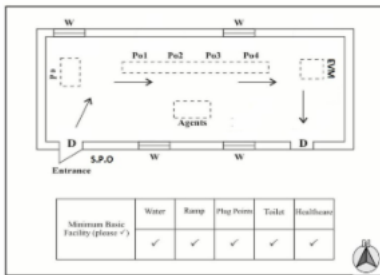 W W
Po1 Po2 Po3 Po4
Po
EVM
Agents
D D
S.P.O
Entrance
W W
Minimum Basic Facility (please ✓) Water Ramp Plug Points Toilet Healthcare
✓ ✓ ✓ ✓ ✓
N